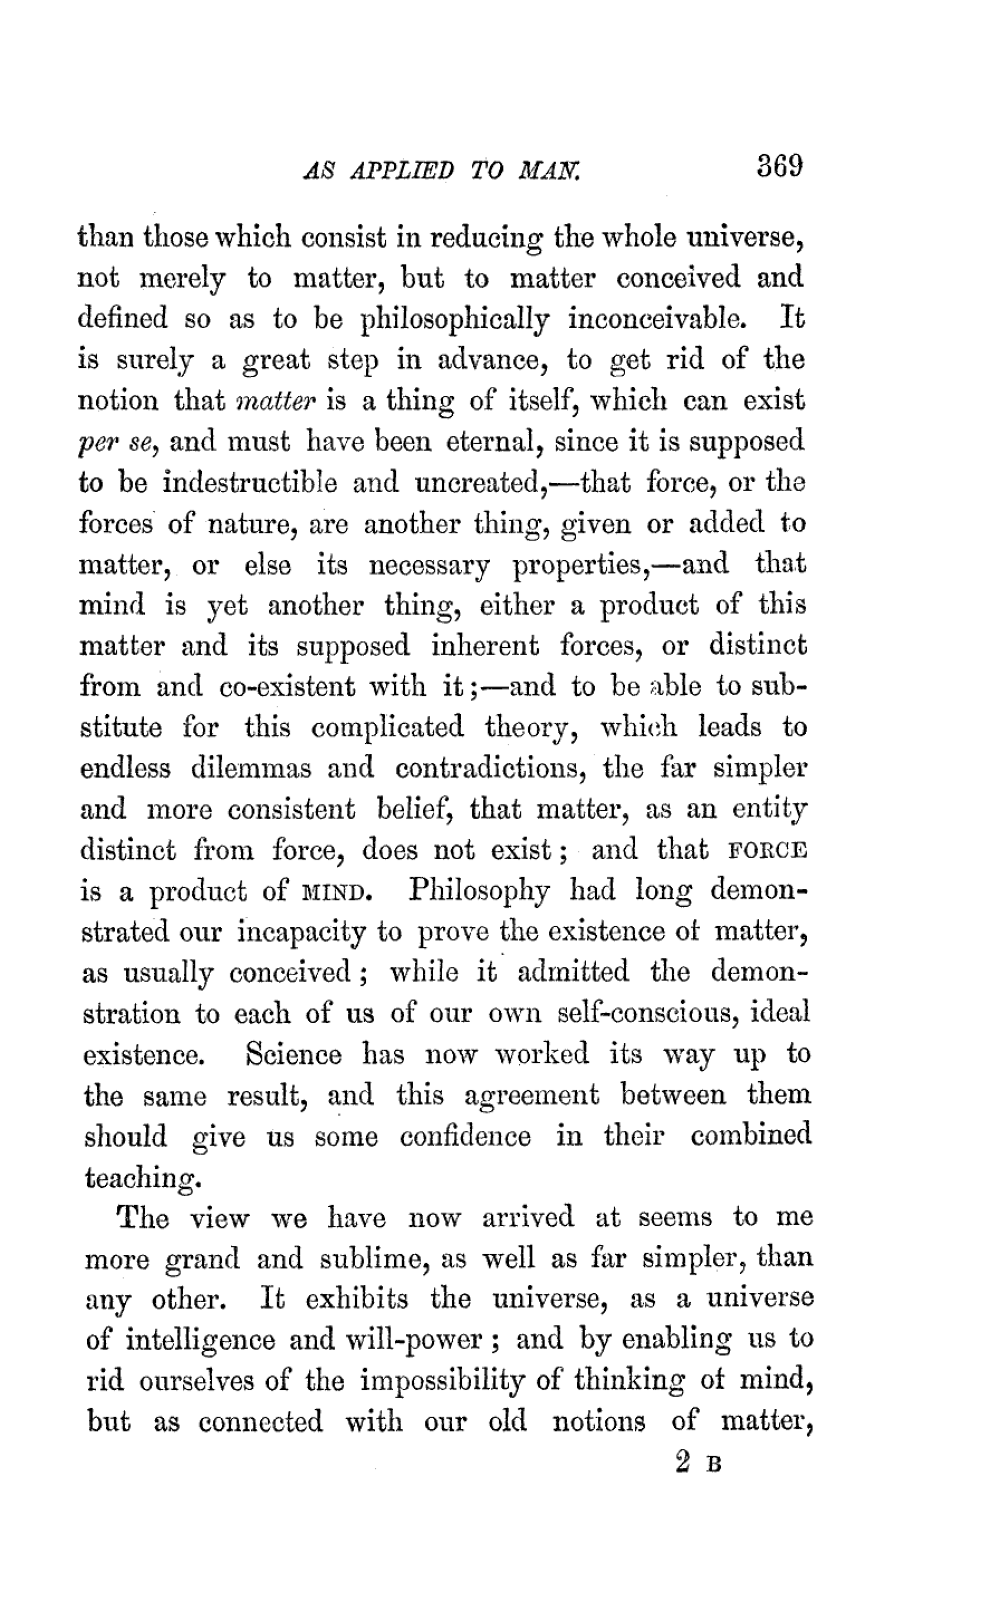 AS APPLIED TO MAN. 369
than those which consist in reducing the whole universe,
not merely to matter, but to matter conceived and
defined so as to be philosophically inconceivable. It
is surely a great step in advance, to get rid of the
notion that matter is a thing of itself, which can exist
per se, and must have been eternal, since it is supposed
to be indestructible and uncreated,—that force, or the
forces of nature, are another thing, given or added to
matter, or else its necessary properties,—and that
mind is yet another thing, either a product of this
matter and its supposed inherent forces, or distinct
from and co-existent with it;—and to be able to sub-
stitute for this complicated theory, which leads to
endless dilemmas and contradictions, the far simpler
and more consistent belief, that matter, as an entity
distinct from force, does not exist; and that FORCE
is a product of MIND. Philosophy had long demon-
strated our incapacity to prove the existence of matter,
as usually conceived; while it admitted the demon-
stration to each of us of our own self-conscious, ideal
existence. Science has now worked its way up to
the same result, and this agreement between them
should give us some confidence in their combined
teaching.
The view we have now arrived at seems to me
more grand and sublime, as well as far simpler, than
any other. It exhibits the universe, as a universe
of intelligence and will-power; and by enabling us to
rid ourselves of the impossibility of thinking of mind,
but as connected with our old notions of matter,
2 B